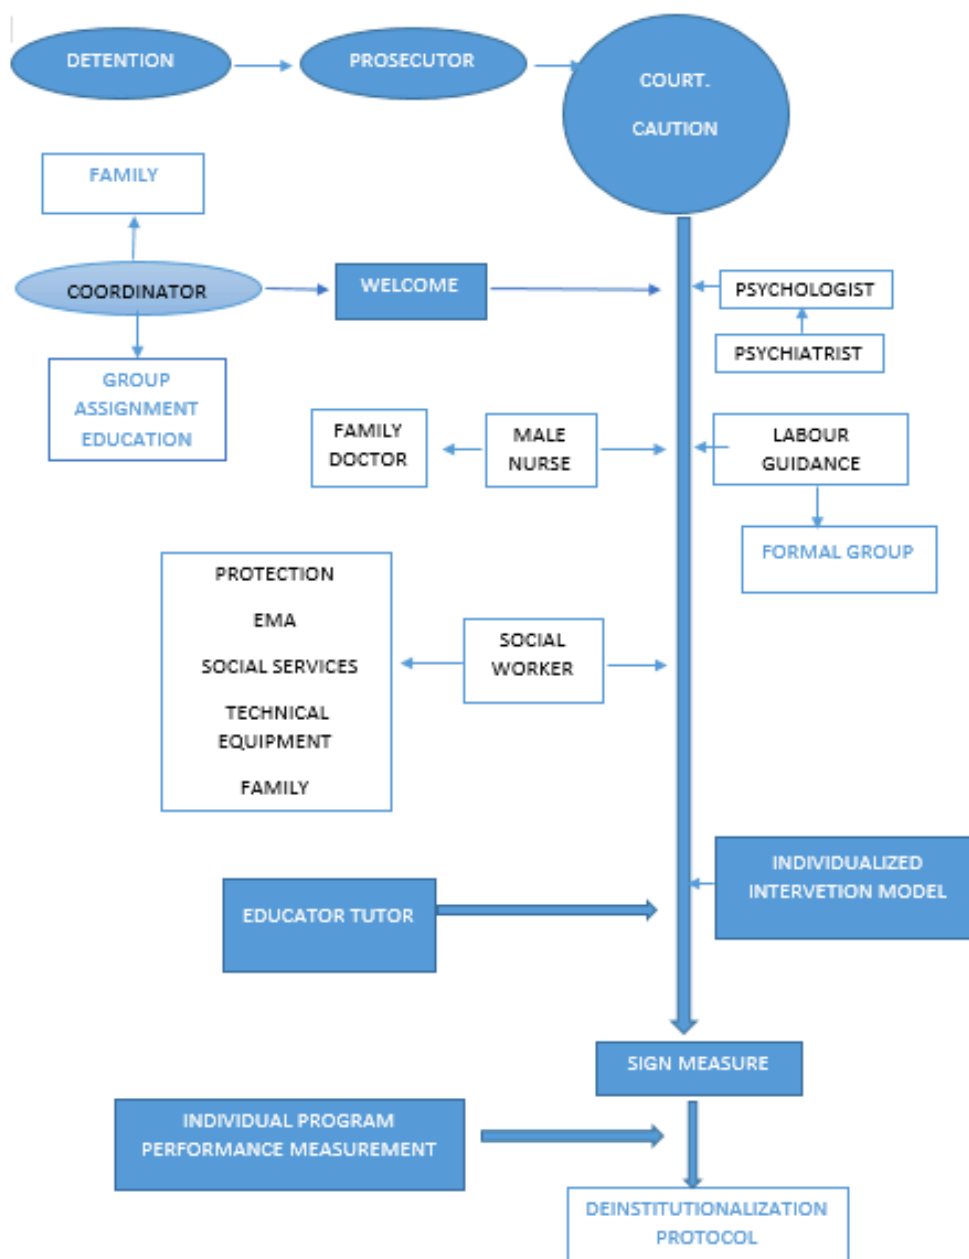 DETENTION
PROSECUTOR
COURT.
CAUTION
FAMILY
COORDINATOR
WELCOME
PSYCHOLOGIST
PSYCHIATRIST
GROUP
ASSIGNMENT
EDUCATION
FAMILY
DOCTOR
MALE
NURSE
LABOUR
GUIDANCE
FORMAL GROUP
PROTECTION
EMA
SOCIAL SERVICES
TECHNICAL
EQUIPMENT
FAMILY
SOCIAL
WORKER
INDIVIDUALIZED
INTERVETION MODEL
EDUCATOR TUTOR
SIGN MEASURE
INDIVIDUAL PROGRAM
PERFORMANCE MEASUREMENT
DEINSTITUTIONALIZATION
PROTOCOL